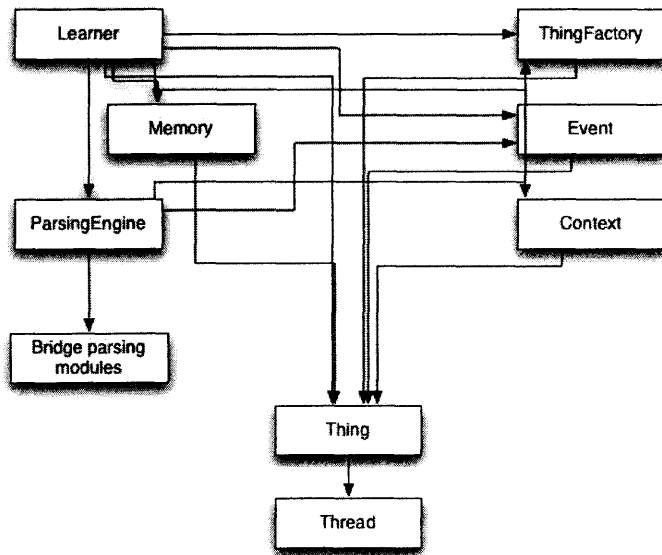 Learner
ThingFactory
Memory
Event
ParsingEngine
Context
Bridge parsing
modules
Thing
Thread